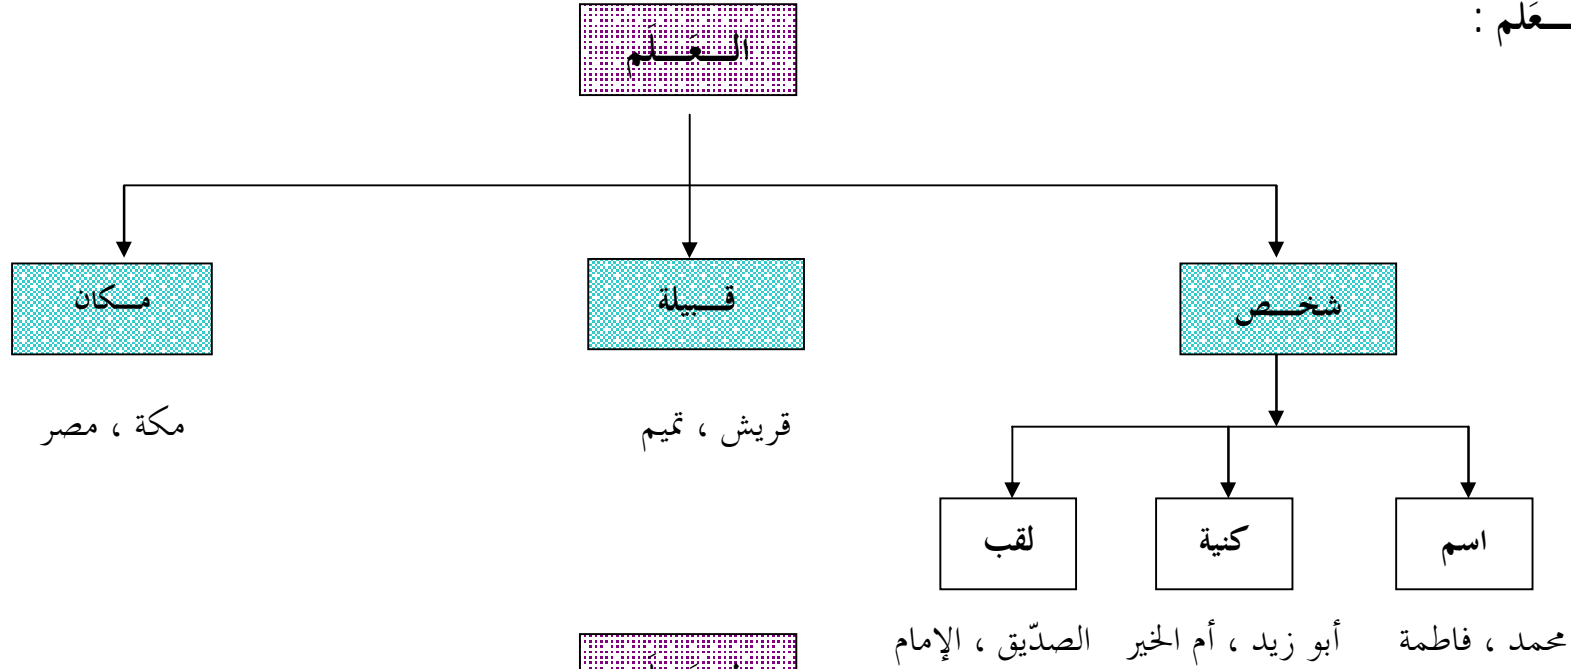 ـعَلم :
الـعَـلَم
شخـص
قـبيلة
مـكان
قريش ، تميم
مكة ، مصر
اسم
كنية
لقب
محمد ، فاطمة
أبو زيد ، أم الخير
الصدّيق ، الإمام